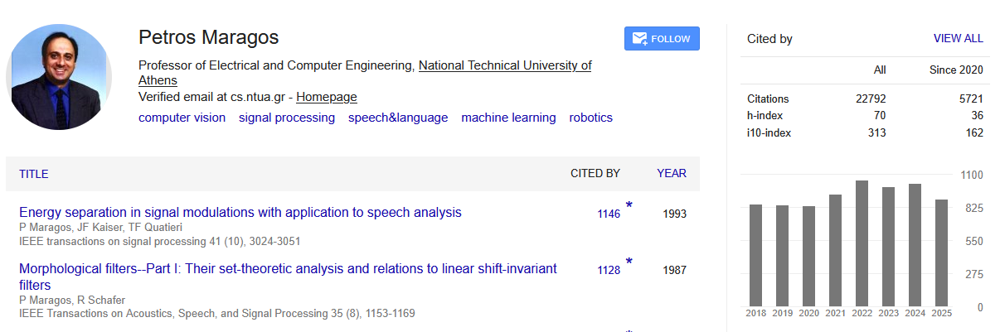 Petros Maragos
FOLLOW
Professor of Electrical and Computer Engineering, National Technical University of
Athens
Verified email at cs.ntua.gr - Homepage
computer vision signal processing speech&language machine learning robotics
TITLE CITED BY YEAR
Energy separation in signal modulations with application to speech analysis 1146 * 1993
P Maragos, JF Kaiser, TF Quatieri
IEEE transactions on signal processing 41 (10), 3024-3051
Morphological filters--Part I: Their set-theoretic analysis and relations to linear shift-invariant 1128 * 1987
filters
P Maragos, R Schafer
IEEE Transactions on Acoustics, Speech, and Signal Processing 35 (8), 1153-1169
Cited by VIEW ALL
All Since 2020
Citations 22792 5721
h-index 70 36
i10-index 313 162
1100
825
550
275
0
2018 2019 2020 2021 2022 2023 2024 2025